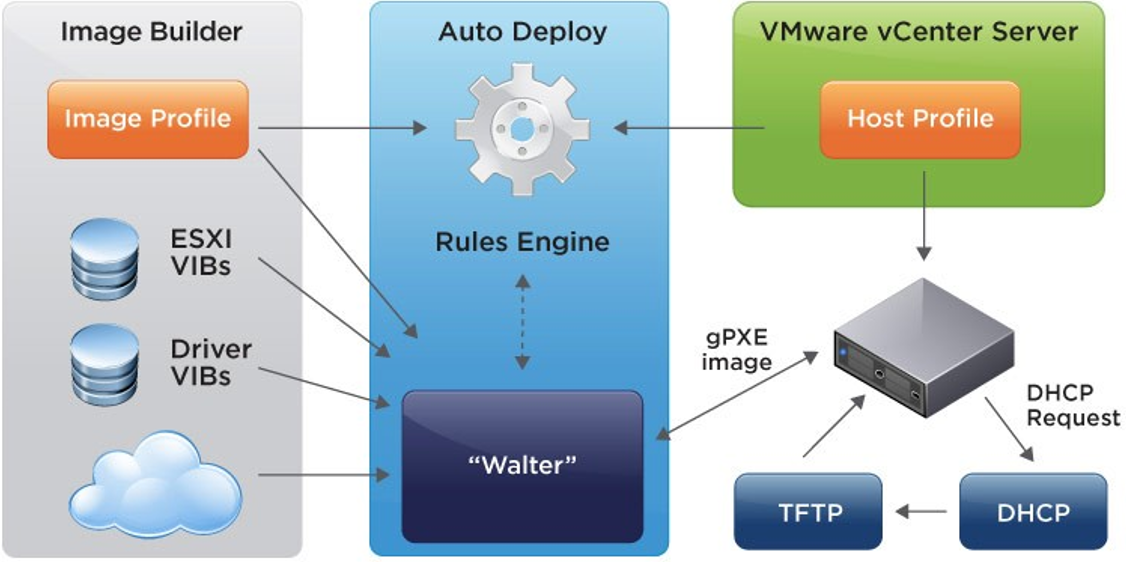 Image Builder
Image Profile
ESXI
VIBs
Driver
VIBs
Auto Deploy
Rules Engine
“Walter”
VMware vCenter Server
Host Profile
gPXE
image
DHCP
Request
TFTP
DHCP